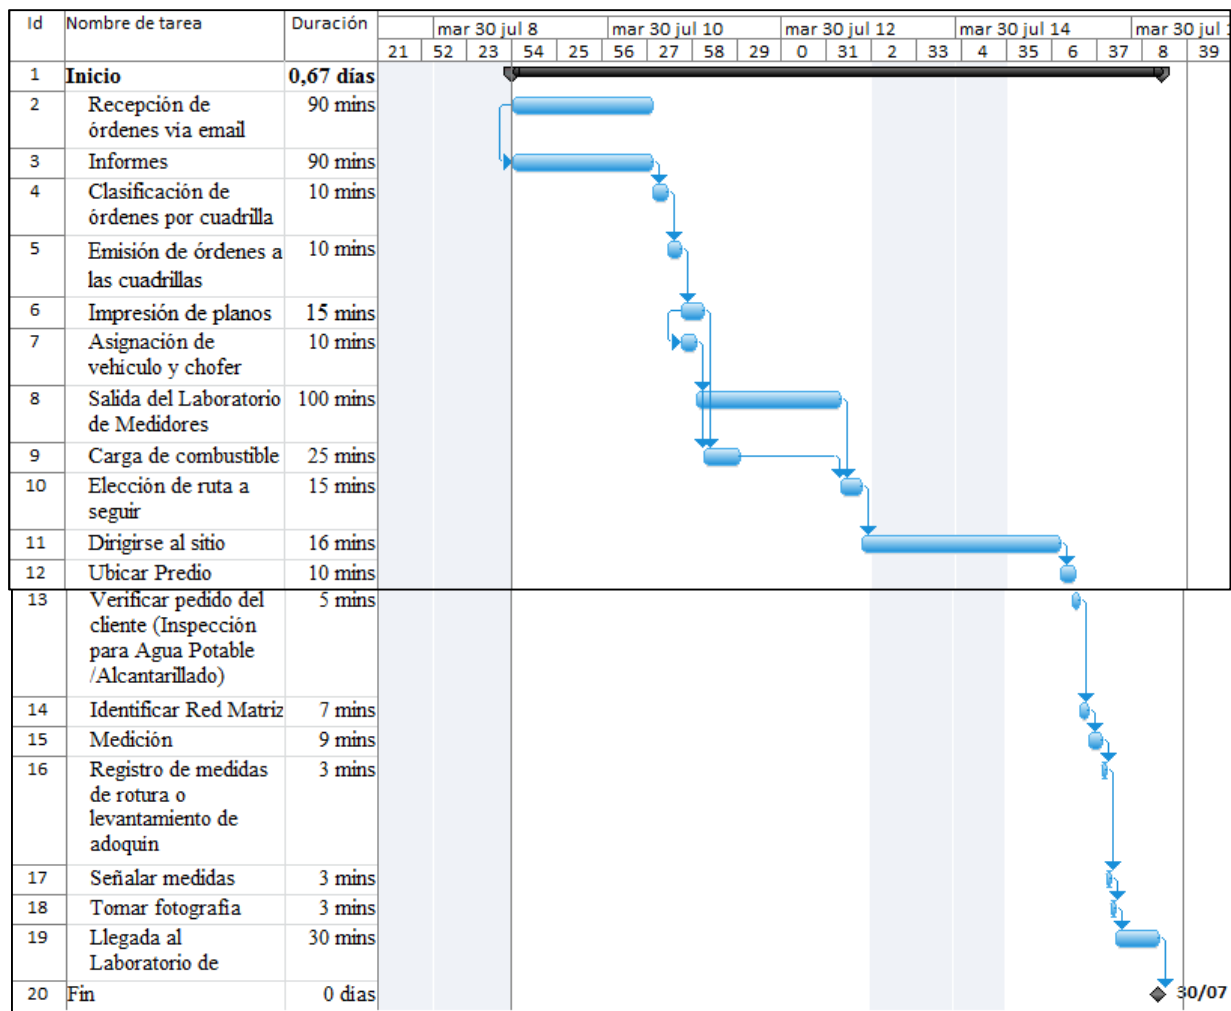 Id Nombre de tarea Duración mar 30 jul 8 mar 30 jul 10 mar 30 jul 12 mar 30 jul 14 mar 30 jul 1
21 52 23 54 25 56 27 58 29 0 31 2 33 4 35 6 37 8 39
1 Inicio 0,67 días
2 Recepción de 90 mins
órdenes via email
3 Informes 90 mins
4 Clasificación de 10 mins
órdenes por cuadrilla
5 Emisión de órdenes a 10 mins
las cuadrillas
6 Impresión de planos 15 mins
7 Asignación de 10 mins
vehiculo y chofer
8 Salida del Laboratorio 100 mins
de Medidores
9 Carga de combustible 25 mins
10 Elección de ruta a 15 mins
seguir
11 Dirigirse al sitio 16 mins
12 Ubicar Predio 10 mins
13 Verificar pedido del 5 mins
cliente (Inspección
para Agua Potable
/Alcantarillado)
14 Identificar Red Matriz 7 mins
15 Medición 9 mins
16 Registro de medidas 3 mins
de rotura o
levantamiento de
adoquin
17 Señalar medidas 3 mins
18 Tomar fotografia 3 mins
19 Llegada al 30 mins
Laboratorio de
20 Fin 0 dias 30/07